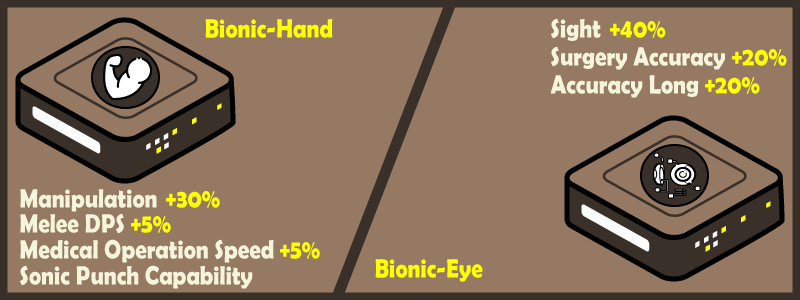 Bionic-Hand
Manipulation +30%
Melee DPS +5%
Medical Operation Speed +5%
Sonic Punch Capability
Sight +40%
Surgery Accuracy +20%
Accuracy Long +20%
Bionic-Eye